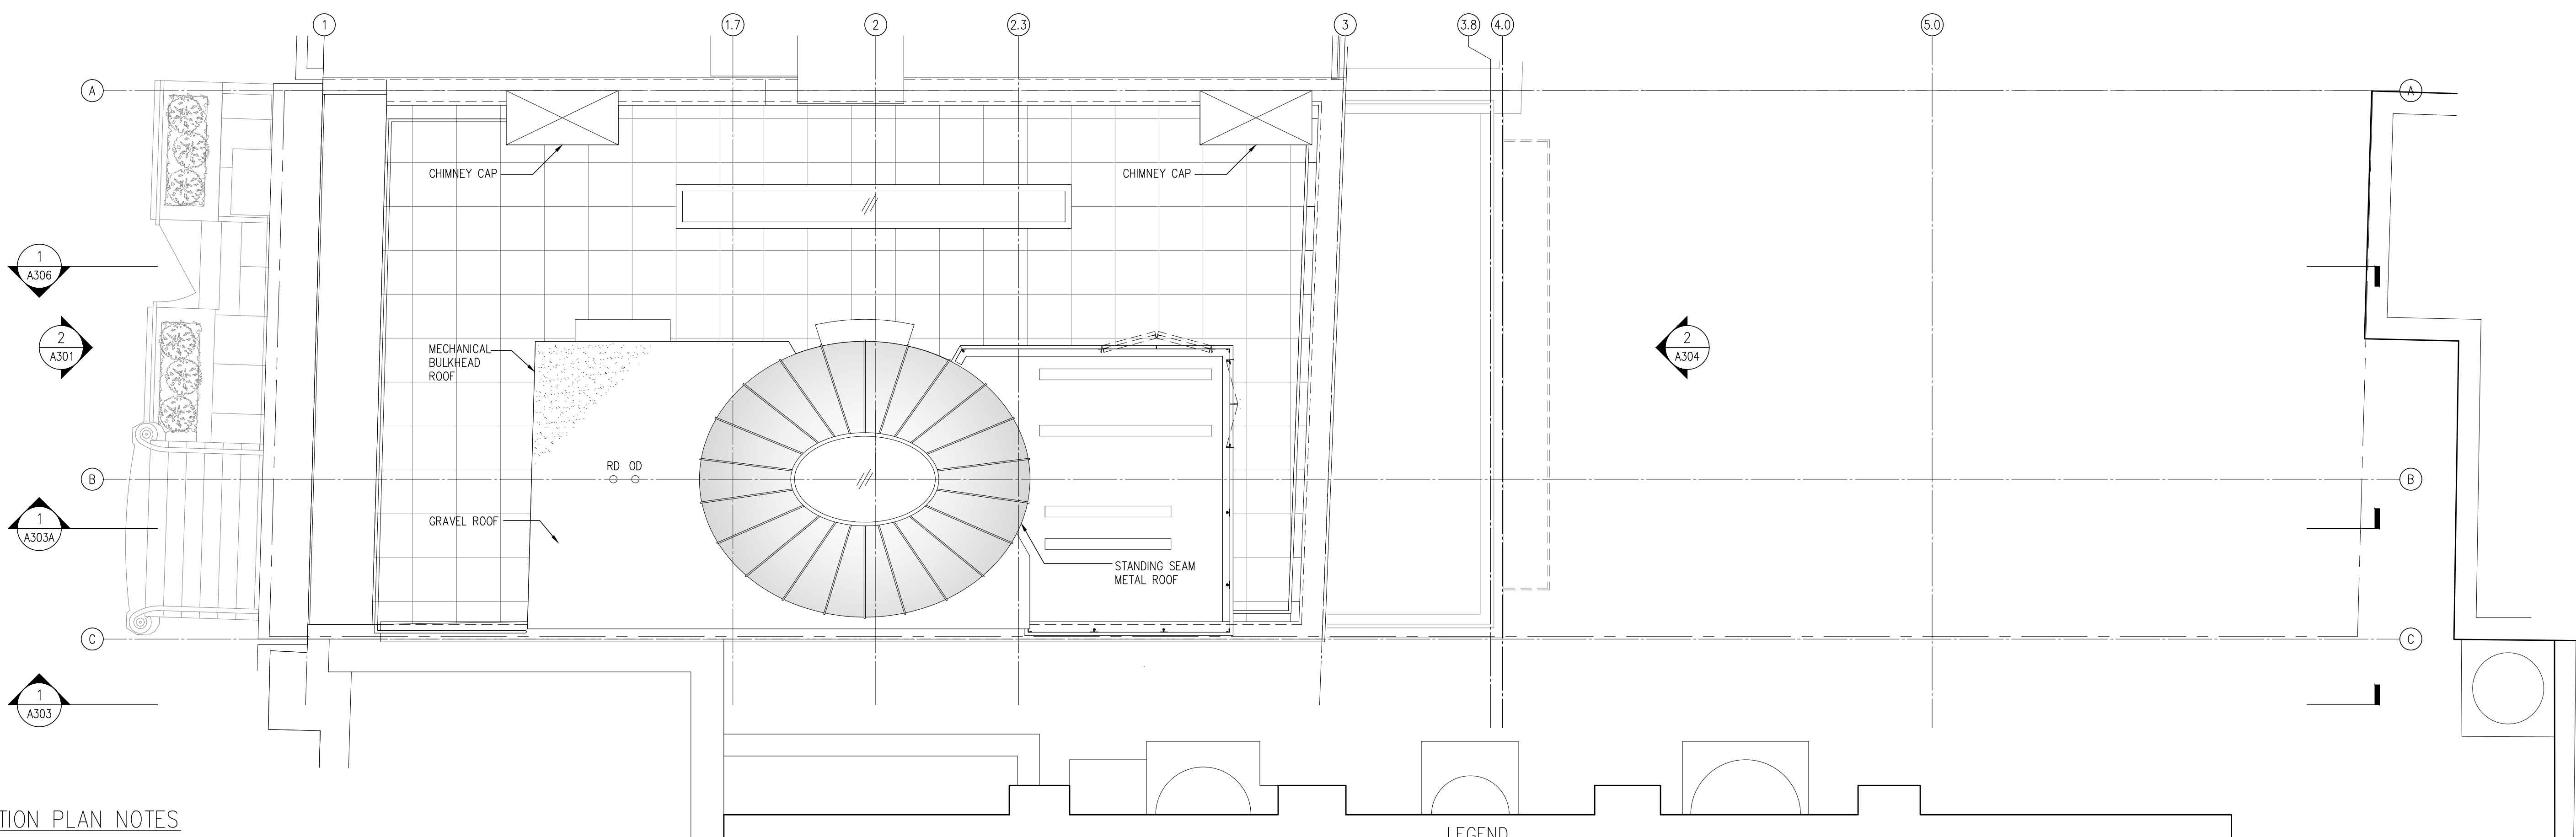 1
1.7
2
2.3
3
3.8
4.0
5.0
A
A
CHIMNEY CAP
CHIMNEY CAP
1
A306
2
A301
MECHANICAL
BULKHEAD
ROOF
2
A304
RD OD
B
B
GRAVEL ROOF
1
A303A
STANDING SEAM
METAL ROOF
C
C
1
A303
TION PLAN NOTES
LEGEND